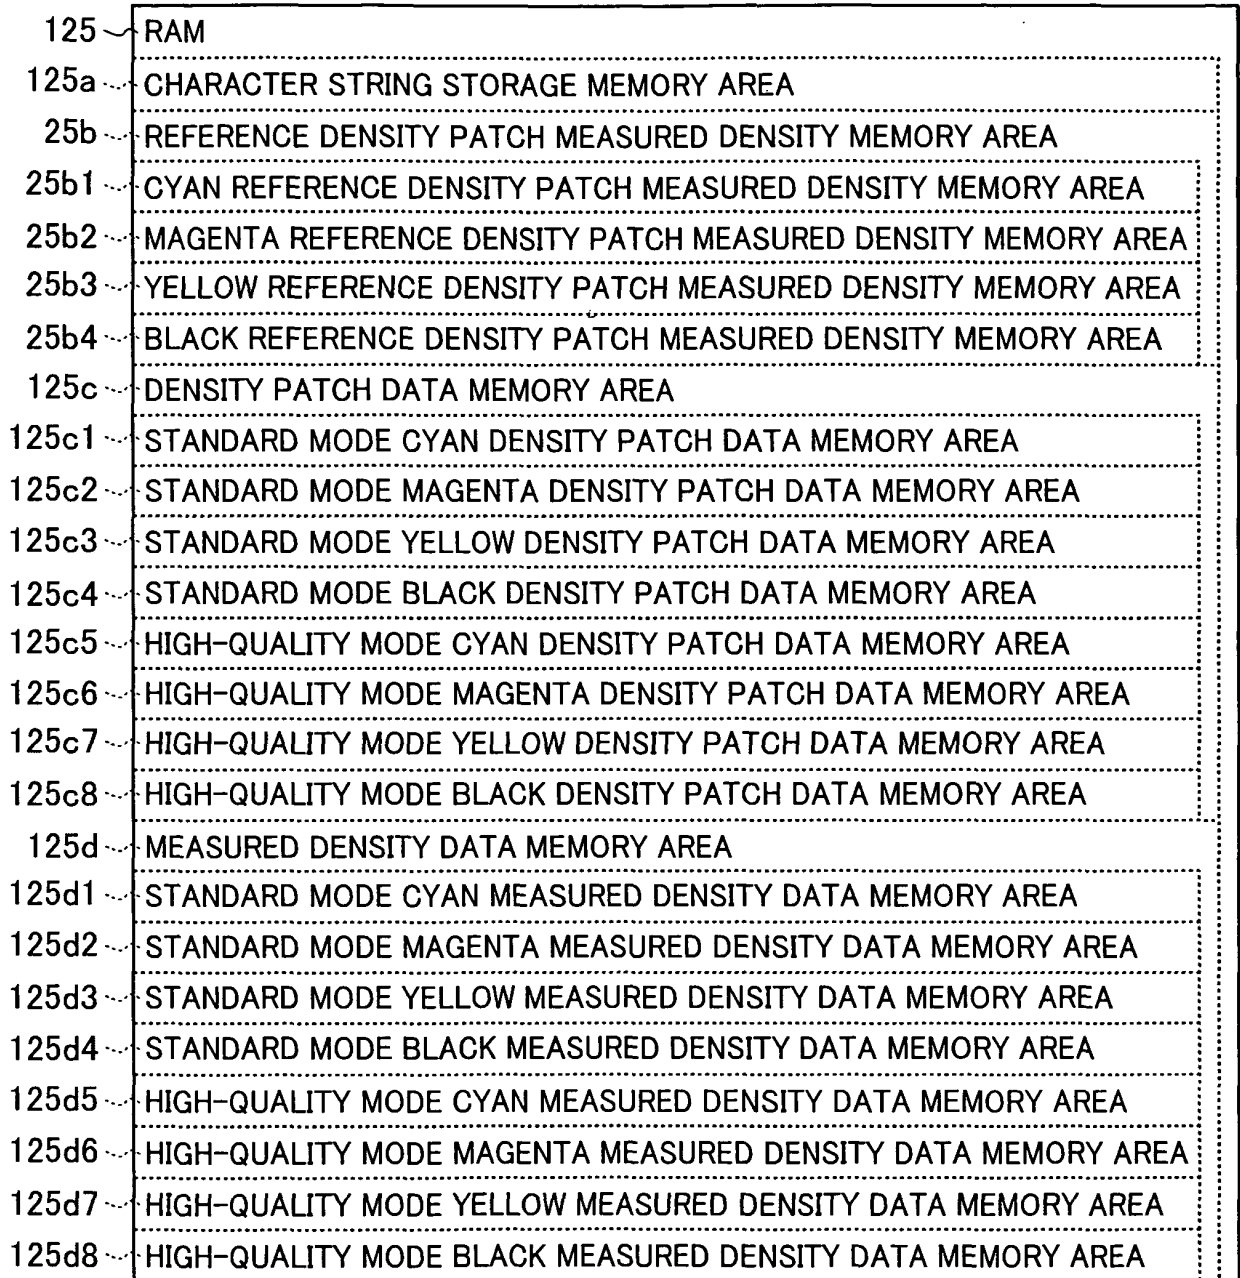 125 RAM
125a CHARACTER STRING STORAGE MEMORY AREA
25b REFERENCE DENSITY PATCH MEASURED DENSITY MEMORY AREA
25b1 CYAN REFERENCE DENSITY PATCH MEASURED DENSITY MEMORY AREA
25b2 MAGENTA REFERENCE DENSITY PATCH MEASURED DENSITY MEMORY AREA
25b3 YELLOW REFERENCE DENSITY PATCH MEASURED DENSITY MEMORY AREA
25b4 BLACK REFERENCE DENSITY PATCH MEASURED DENSITY MEMORY AREA
125c DENSITY PATCH DATA MEMORY AREA
125c1 STANDARD MODE CYAN DENSITY PATCH DATA MEMORY AREA
125c2 STANDARD MODE MAGENTA DENSITY PATCH DATA MEMORY AREA
125c3 STANDARD MODE YELLOW DENSITY PATCH DATA MEMORY AREA
125c4 STANDARD MODE BLACK DENSITY PATCH DATA MEMORY AREA
125c5 HIGH-QUALITY MODE CYAN DENSITY PATCH DATA MEMORY AREA
125c6 HIGH-QUALITY MODE MAGENTA DENSITY PATCH DATA MEMORY AREA
125c7 HIGH-QUALITY MODE YELLOW DENSITY PATCH DATA MEMORY AREA
125c8 HIGH-QUALITY MODE BLACK DENSITY PATCH DATA MEMORY AREA
125d MEASURED DENSITY DATA MEMORY AREA
125d1 STANDARD MODE CYAN MEASURED DENSITY DATA MEMORY AREA
125d2 STANDARD MODE MAGENTA MEASURED DENSITY DATA MEMORY AREA
125d3 STANDARD MODE YELLOW MEASURED DENSITY DATA MEMORY AREA
125d4 STANDARD MODE BLACK MEASURED DENSITY DATA MEMORY AREA
125d5 HIGH-QUALITY MODE CYAN MEASURED DENSITY DATA MEMORY AREA
125d6 HIGH-QUALITY MODE MAGENTA MEASURED DENSITY DATA MEMORY AREA
125d7 HIGH-QUALITY MODE YELLOW MEASURED DENSITY DATA MEMORY AREA
125d8 HIGH-QUALITY MODE BLACK MEASURED DENSITY DATA MEMORY AREA